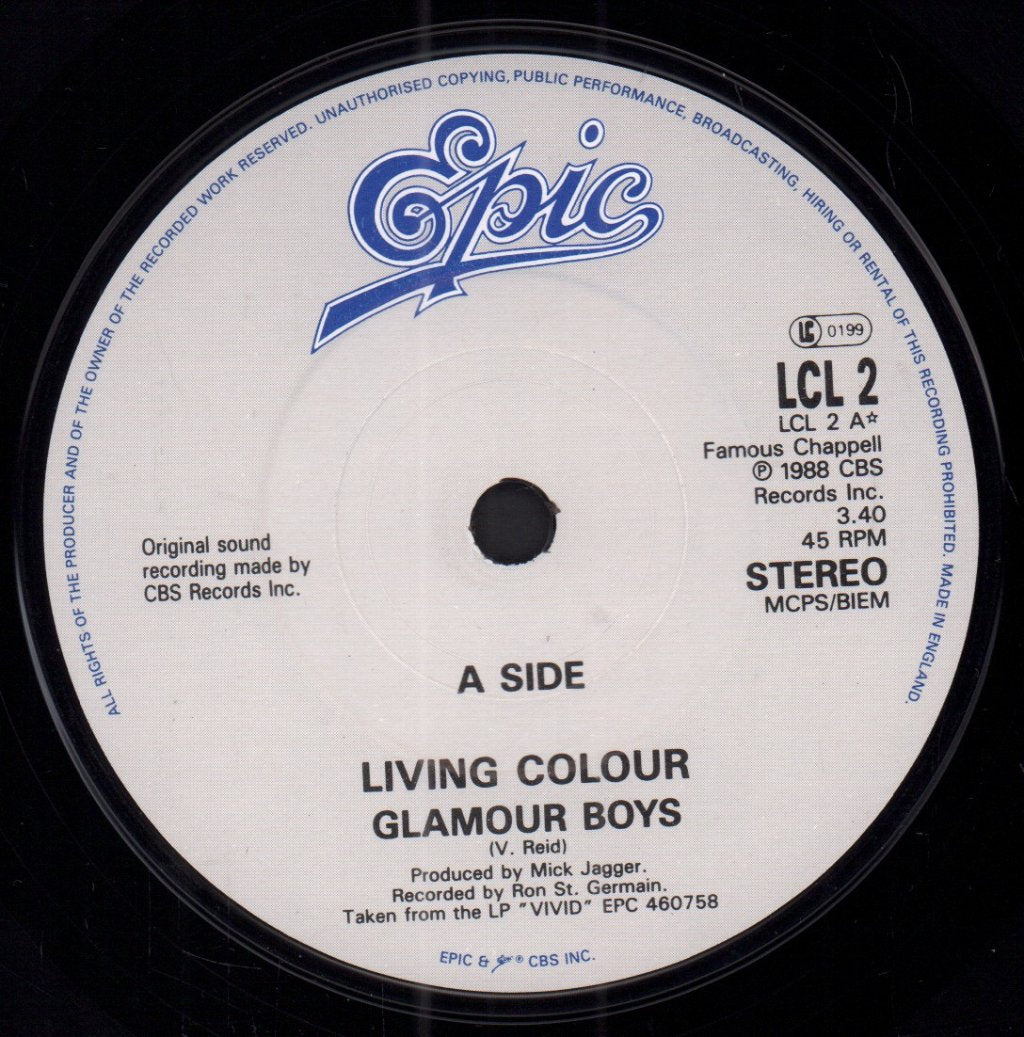 ALL RIGHTS OF THE PRODUCER AND OF THE OWNER OF THE RECORDED WORK RESERVED. UNAUTHORISED COPYING, PUBLIC PERFORMANCE, BROADCASTING, HIRING OR RENTAL OF THIS RECORDING PROHIBITED. MADE IN ENGLAND.
Epic
LC 0199
LCL 2
LCL 2 A☆
Famous Chappell
℗ 1988 CBS
Records Inc.
3.40
45 RPM
STEREO
MCPS/BIEM
Original sound
recording made by
CBS Records Inc.
A SIDE
LIVING COLOUR
GLAMOUR BOYS
(V. Reid)
Produced by Mick Jagger.
Recorded by Ron St. Germain.
Taken from the LP "VIVID" EPC 460758
EPIC & Epic ® CBS INC.